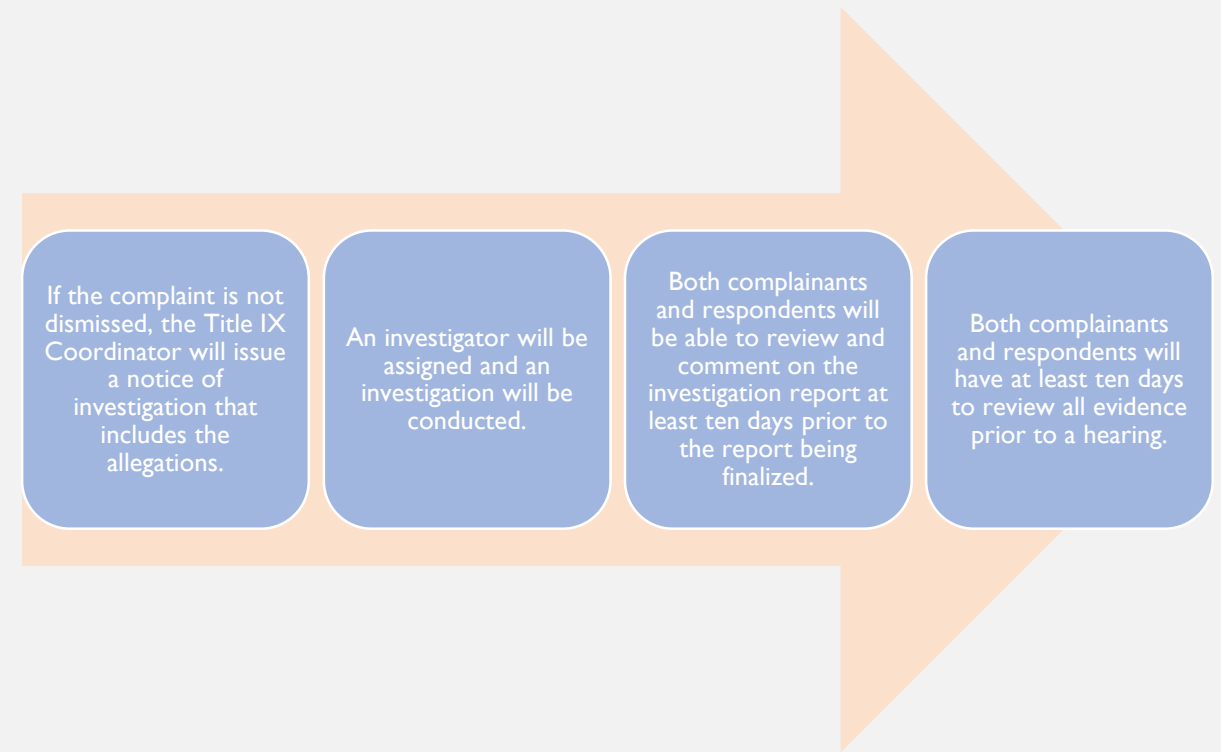 If the complaint is not
dismissed, the Title IX
Coordinator will issue
a notice of
investigation that
includes the
allegations.
An investigator will be
assigned and an
investigation will be
conducted.
Both complainants
and respondents will
be able to review and
comment on the
investigation report at
least ten days prior to
the report being
finalized.
Both complainants
and respondents will
have at least ten days
to review all evidence
prior to a hearing.